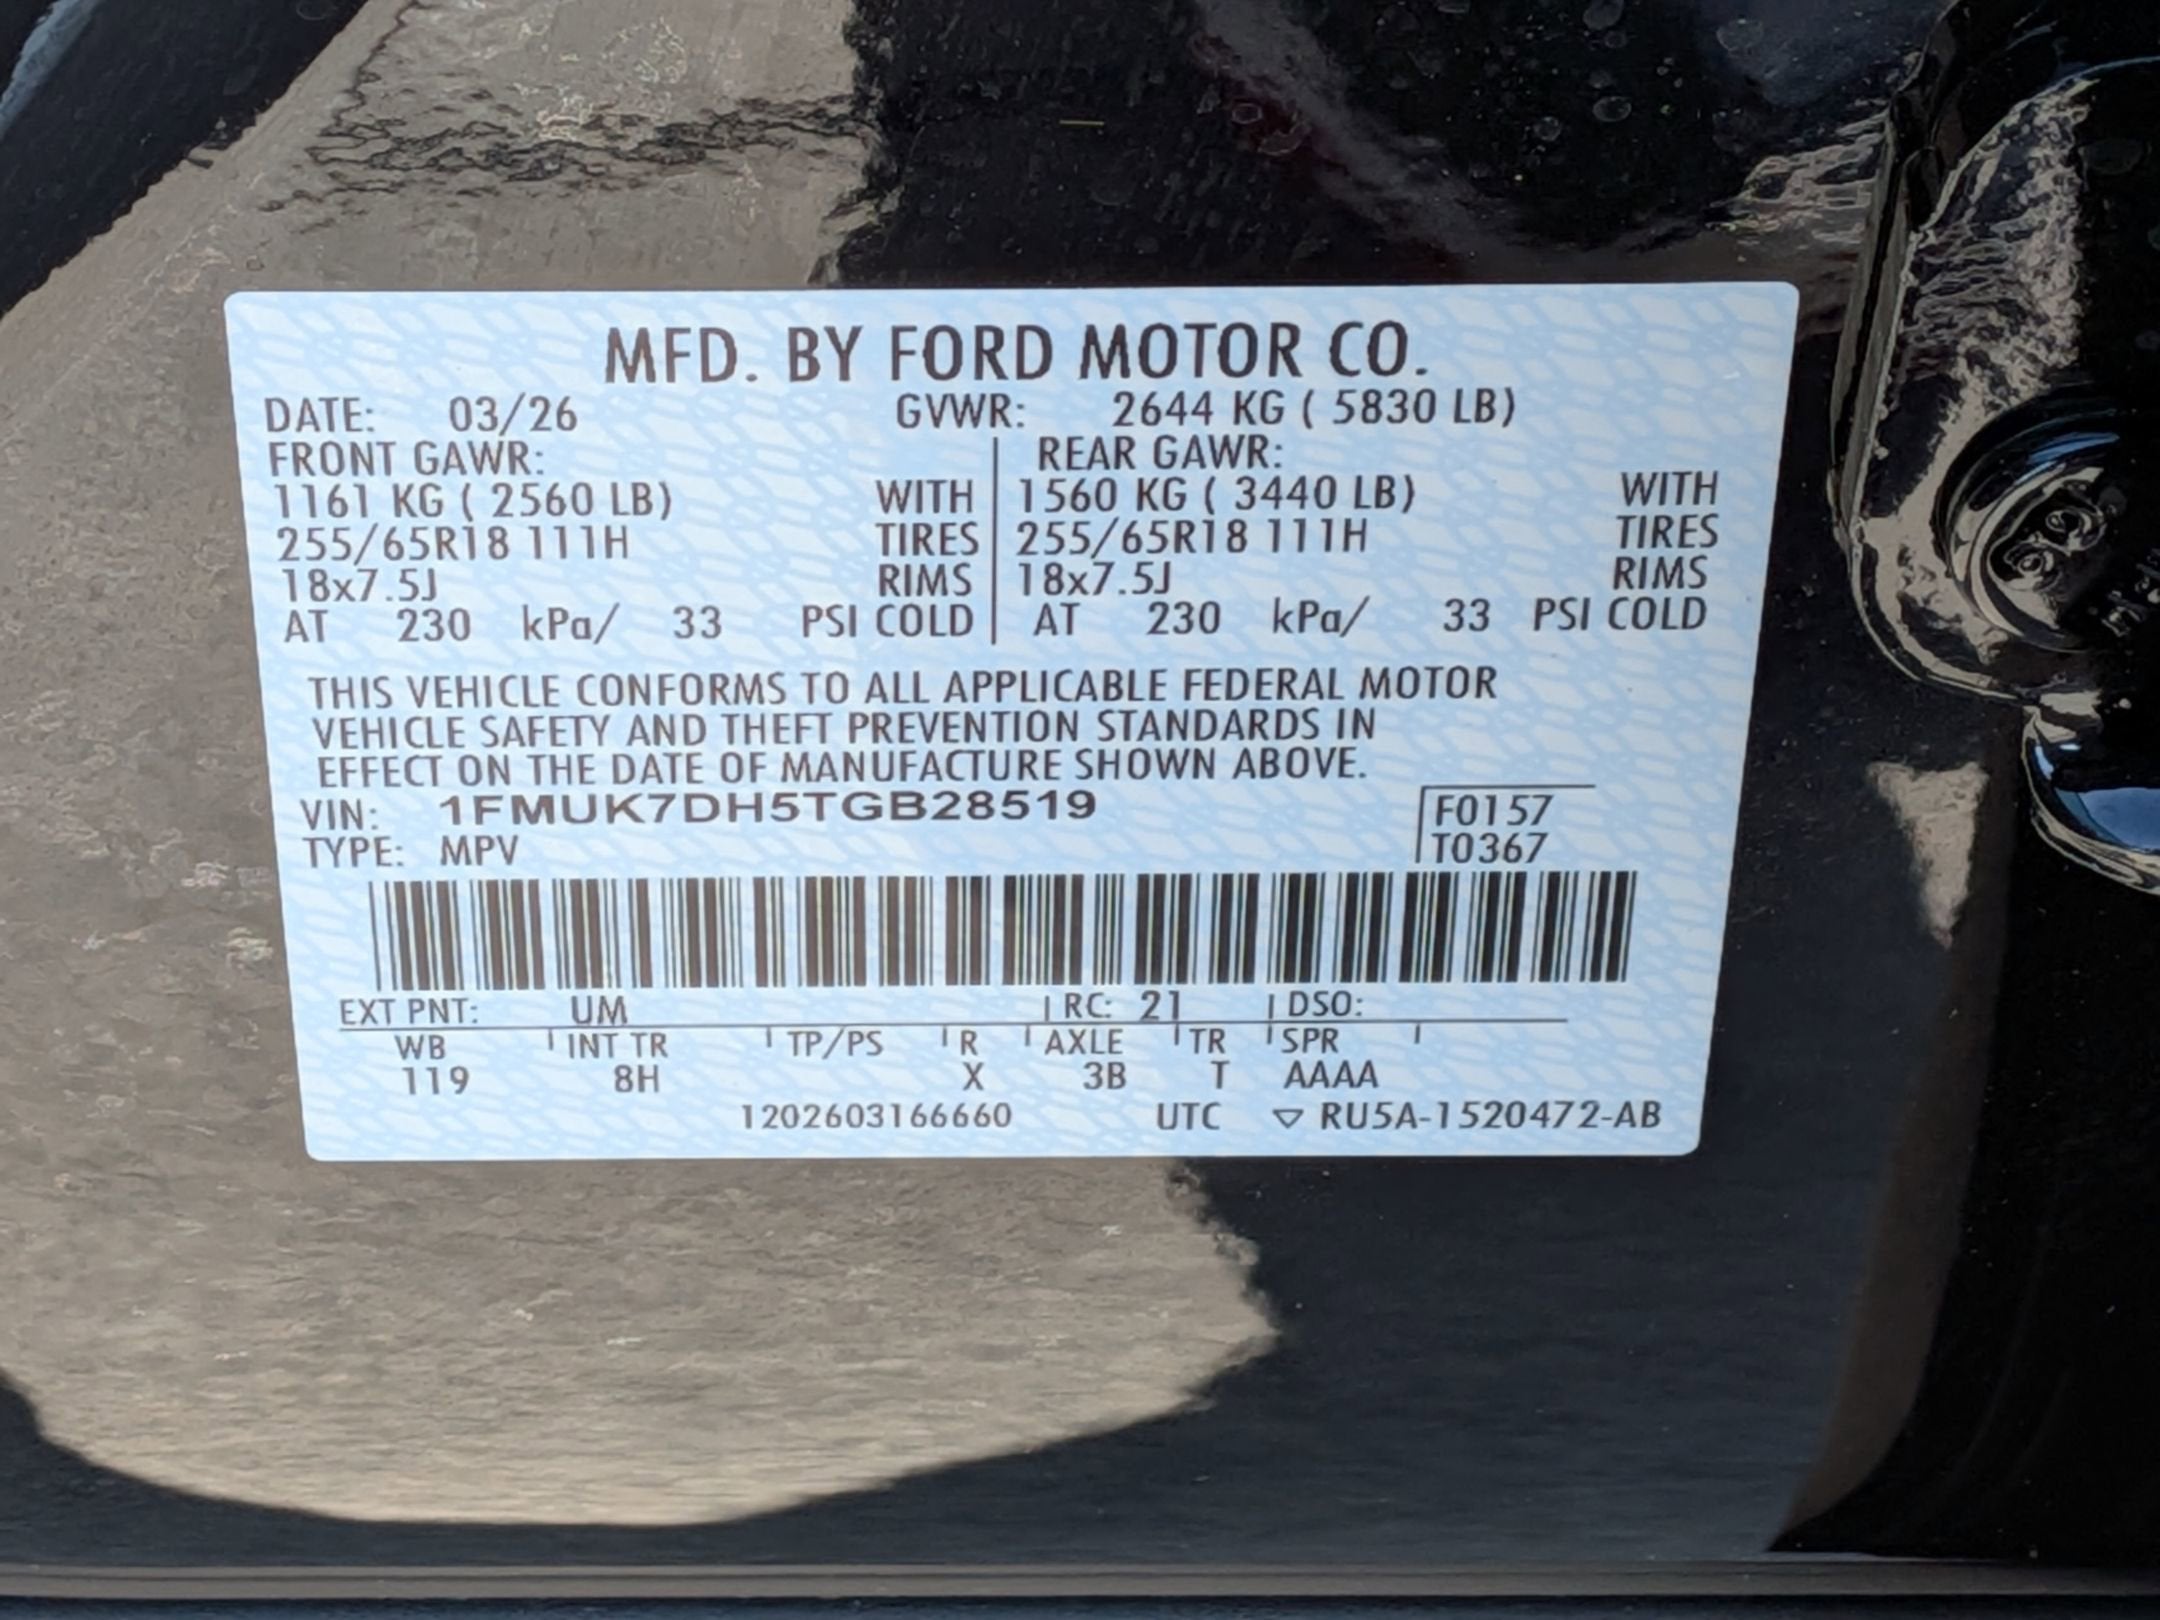 MFD. BY FORD MOTOR CO.
DATE: 03/26 GVWR: 2644 KG ( 5830 LB)
FRONT GAWR: REAR GAWR:
1161 KG ( 2560 LB) WITH 1560 KG ( 3440 LB) WITH
255/65R18 111H TIRES 255/65R18 111H TIRES
18x7.5J RIMS 18x7.5J RIMS
AT 230 kPa/ 33 PSI COLD AT 230 kPa/ 33 PSI COLD
THIS VEHICLE CONFORMS TO ALL APPLICABLE FEDERAL MOTOR
VEHICLE SAFETY AND THEFT PREVENTION STANDARDS IN
EFFECT ON THE DATE OF MANUFACTURE SHOWN ABOVE.
VIN: 1FMUK7DH5TGB28519 F0157
TYPE: MPV T0367
EXT PNT: UM RC: 21 DSO:
WB INT TR TP/PS R AXLE TR SPR
119 8H X 3B T AAAA
1202603166660 UTC ▽ RU5A-1520472-AB